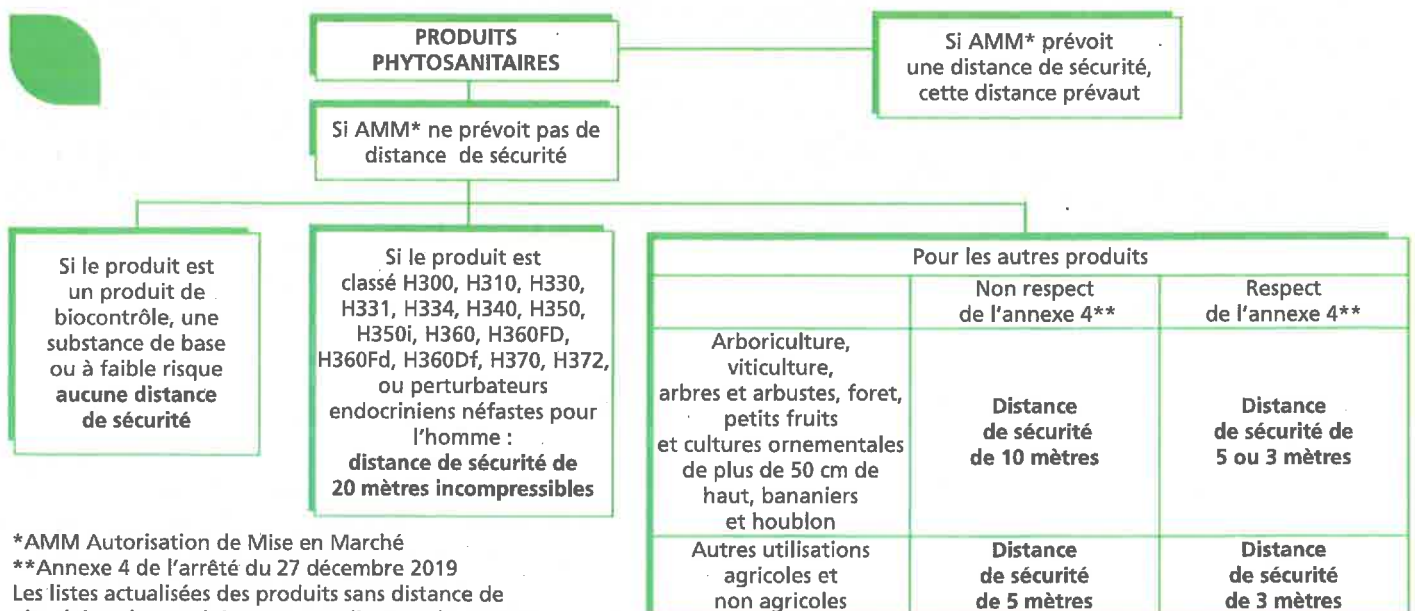 PRODUITS
PHYTOSANITAIRES
Si AMM* prévoit
une distance de sécurité,
cette distance prévaut
Si AMM* ne prévoit pas de
distance de sécurité
Si le produit est
un produit de
biocontrôle, une
substance de base
ou à faible risque
aucune distance
de sécurité
Si le produit est
classé H300, H310, H330,
H331, H334, H340, H350,
H350i, H360, H360FD,
H360Fd, H360Df, H370, H372,
ou perturbateurs
endocriniens néfastes pour
l'homme :
distance de sécurité de
20 mètres incompressibles
Pour les autres produits
Non respect
de l'annexe 4**
Respect
de l'annexe 4**
Arboriculture,
viticulture,
arbres et arbustes, foret,
petits fruits
et cultures ornementales
de plus de 50 cm de
haut, bananiers
et houblon
Distance
de sécurité
de 10 mètres
Distance
de sécurité de
5 ou 3 mètres
Autres utilisations
agricoles et
non agricoles
Distance
de sécurité
de 5 mètres
Distance
de sécurité
de 3 mètres
*AMM Autorisation de Mise en Marché
**Annexe 4 de l'arrêté du 27 décembre 2019
Les listes actualisées des produits sans distance de